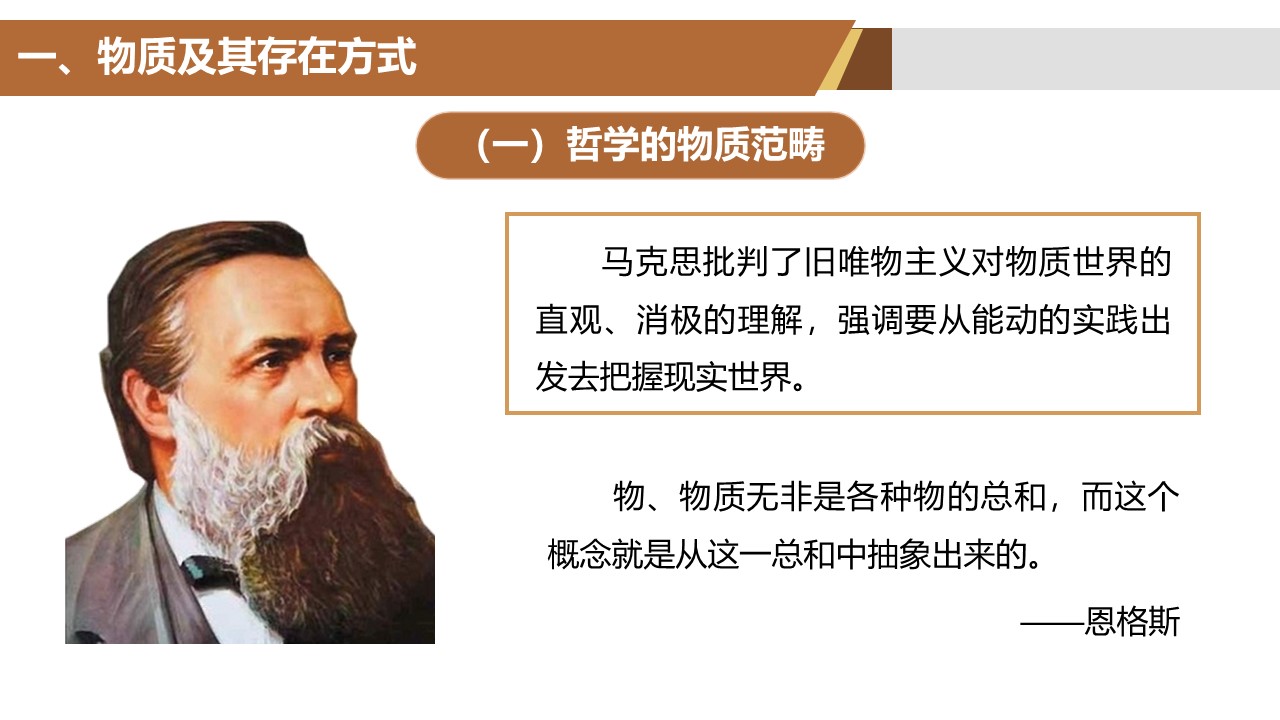 一、物质及其存在方式
（一）哲学的物质范畴
马克思批判了旧唯物主义对物质世界的
直观、消极的理解，强调要从能动的实践出
发去把握现实世界。
物、物质无非是各种物的总和，而这个
概念就是从这一总和中抽象出来的。
——恩格斯